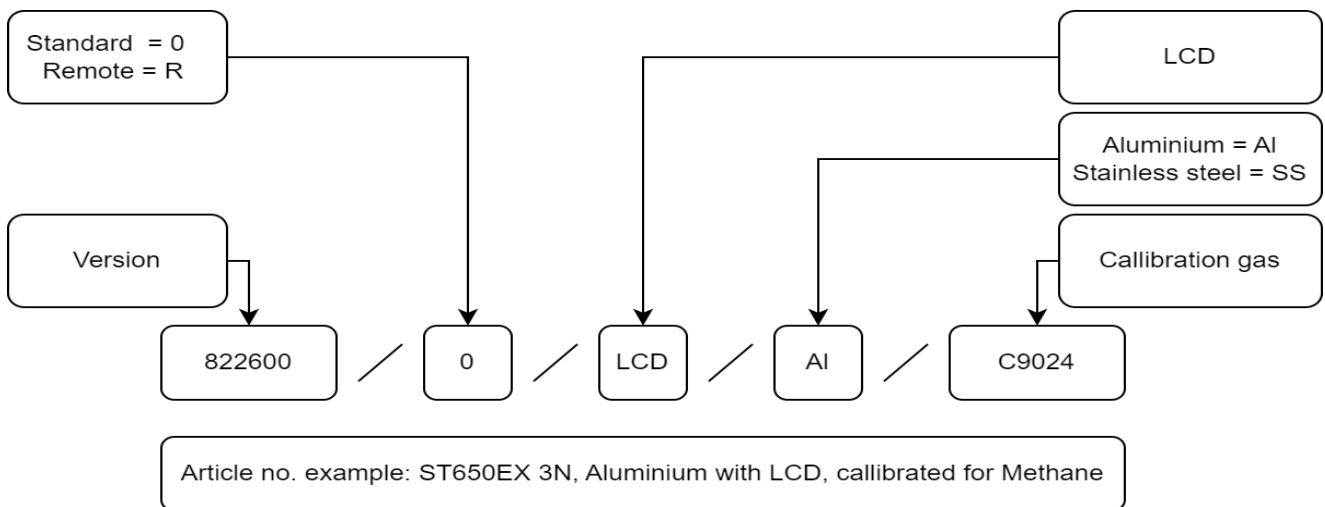 Standard = 0
Remote = R
LCD
Aluminium = Al
Stainless steel = SS
Version
Callibration gas
822600 / 0 / LCD / Al / C9024
Article no. example: ST650EX 3N, Aluminium with LCD, callibrated for Methane